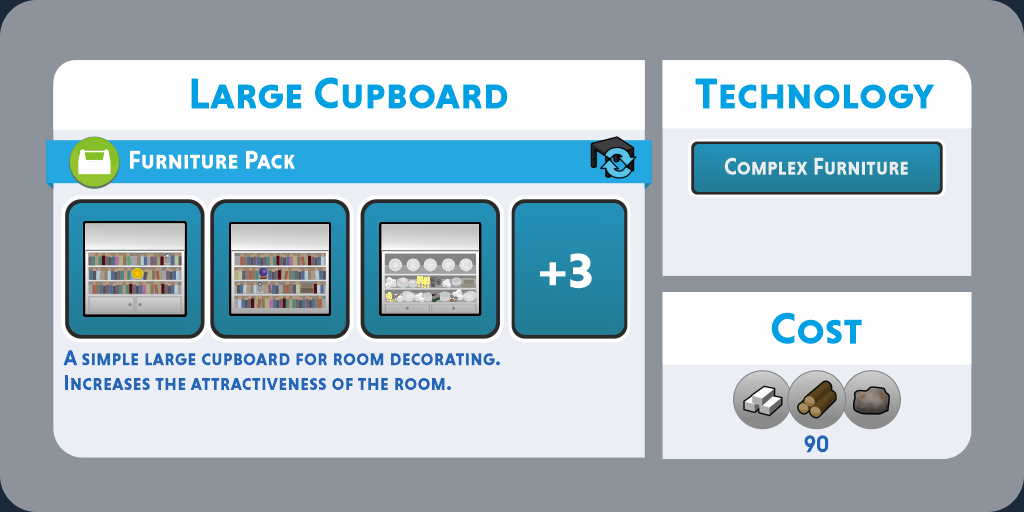 Large Cupboard
Furniture Pack
+3
A simple large cupboard for room decorating.
Increases the attractiveness of the room.
Technology
Complex Furniture
Cost
90